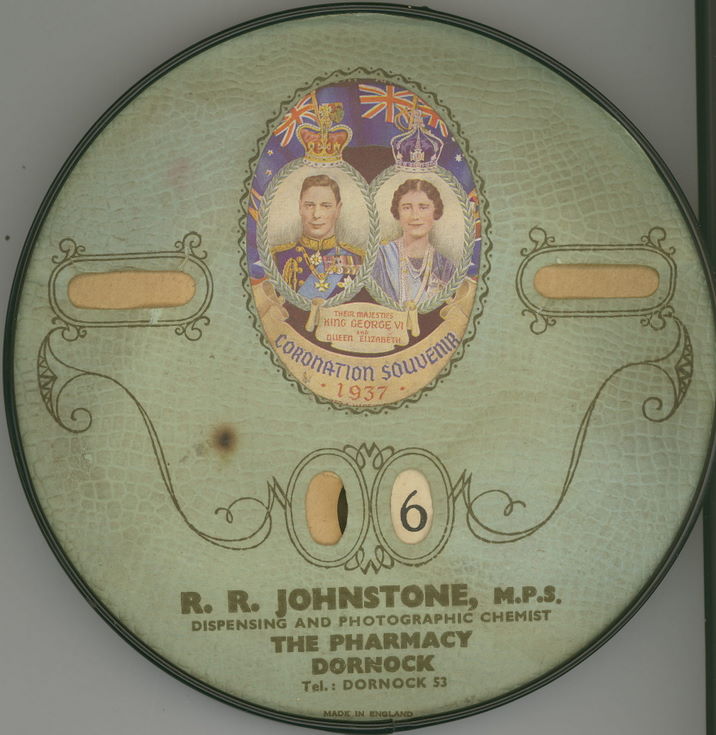 THEIR MAJESTIES
KING GEORGE VI
AND
QUEEN ELIZABETH
CORONATION SOUVENIR
· 1937 ·
6
R. R. JOHNSTONE, M.P.S.
DISPENSING AND PHOTOGRAPHIC CHEMIST
THE PHARMACY
DORNOCK
Tel.: DORNOCK 53
MADE IN ENGLAND